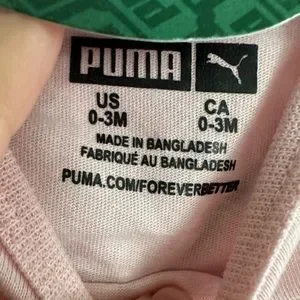 PUMA
US CA
0-3M 0-3M
MADE IN BANGLADESH
FABRIQUÉ AU BANGLADESH
PUMA.COM/FOREVERBETTER